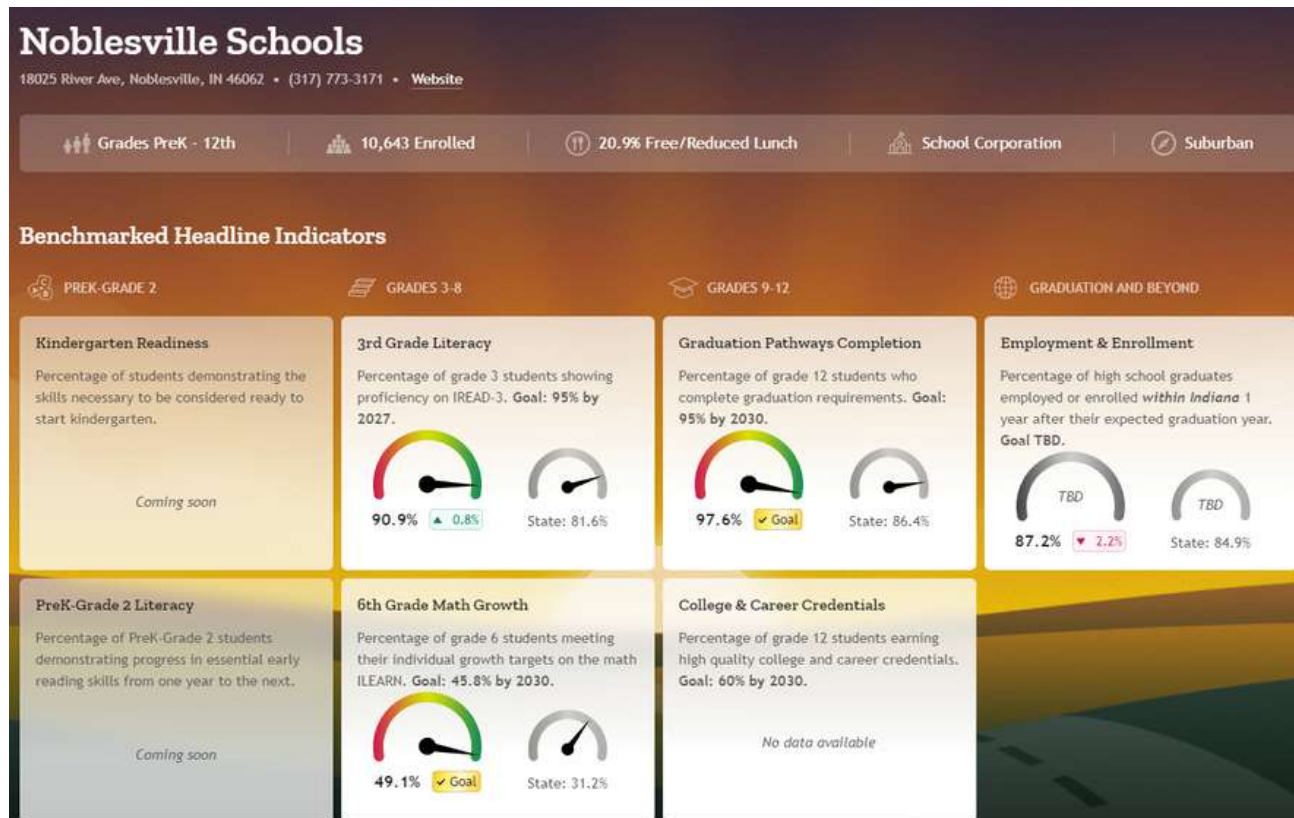 Noblesville Schools
18025 River Ave, Noblesville, IN 46062 • (317) 773-3171 • Website
Grades PreK - 12th
10,643 Enrolled
20.9% Free/Reduced Lunch
School Corporation
Suburban
Benchmarked Headline Indicators
PREK-GRADE 2
Kindergarten Readiness
Percentage of students demonstrating the
skills necessary to be considered ready to
start kindergarten.
Coming soon
PreK-Grade 2 Literacy
Percentage of PreK-Grade 2 students
demonstrating progress in essential early
reading skills from one year to the next.
Coming soon
GRADES 3-8
3rd Grade Literacy
Percentage of grade 3 students showing
proficiency on IREAD-3. Goal: 95% by
2027.
90.9% ▲ 0.8%
State: 81.6%
6th Grade Math Growth
Percentage of grade 6 students meeting
their individual growth targets on the math
ILEARN. Goal: 45.8% by 2030.
49.1% ✓ Goal
State: 31.2%
GRADES 9-12
Graduation Pathways Completion
Percentage of grade 12 students who
complete graduation requirements. Goal:
95% by 2030.
97.6% ✓ Goal
State: 86.4%
College & Career Credentials
Percentage of grade 12 students earning
high quality college and career credentials.
Goal: 60% by 2030.
No data available
GRADUATION AND BEYOND
Employment & Enrollment
Percentage of high school graduates
employed or enrolled within Indiana 1
year after their expected graduation year.
Goal TBD.
TBD
87.2% ▼ 2.2%
TBD
State: 84.9%